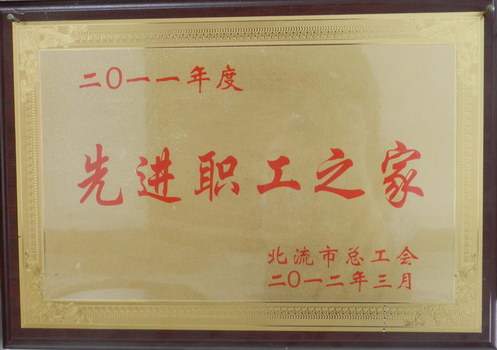 二〇一一年度
先进职工之家
北流市总工会
二〇一二年三月